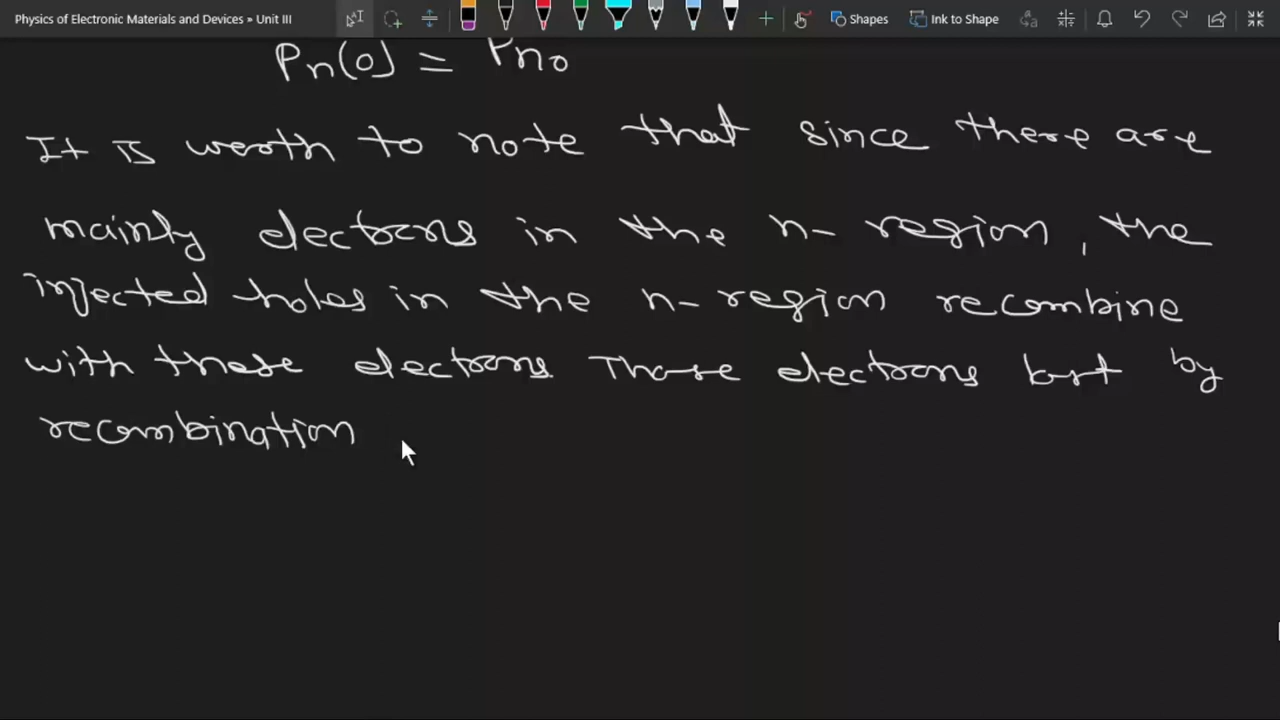 Physics of Electronic Materials and Devices » Unit III
Shapes
Ink to Shape
Pn(0) = Pno
It is worth to note that since there are
mainly electrons in the n- region, the
injected holes in the n- region recombine
with these electrons. Those electrons lost by
recombination